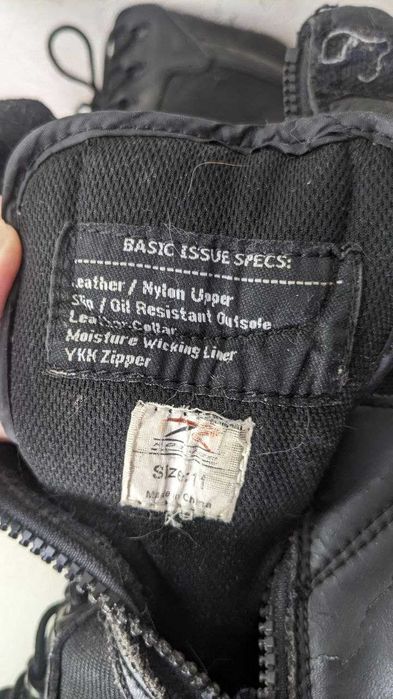 BASIC ISSUE SPECS:
Leather / Nylon Upper
Slip / Oil Resistant Outsole
Leather Collar
Moisture Wicking Liner
YKK Zipper
SIZE: 11
Made in China